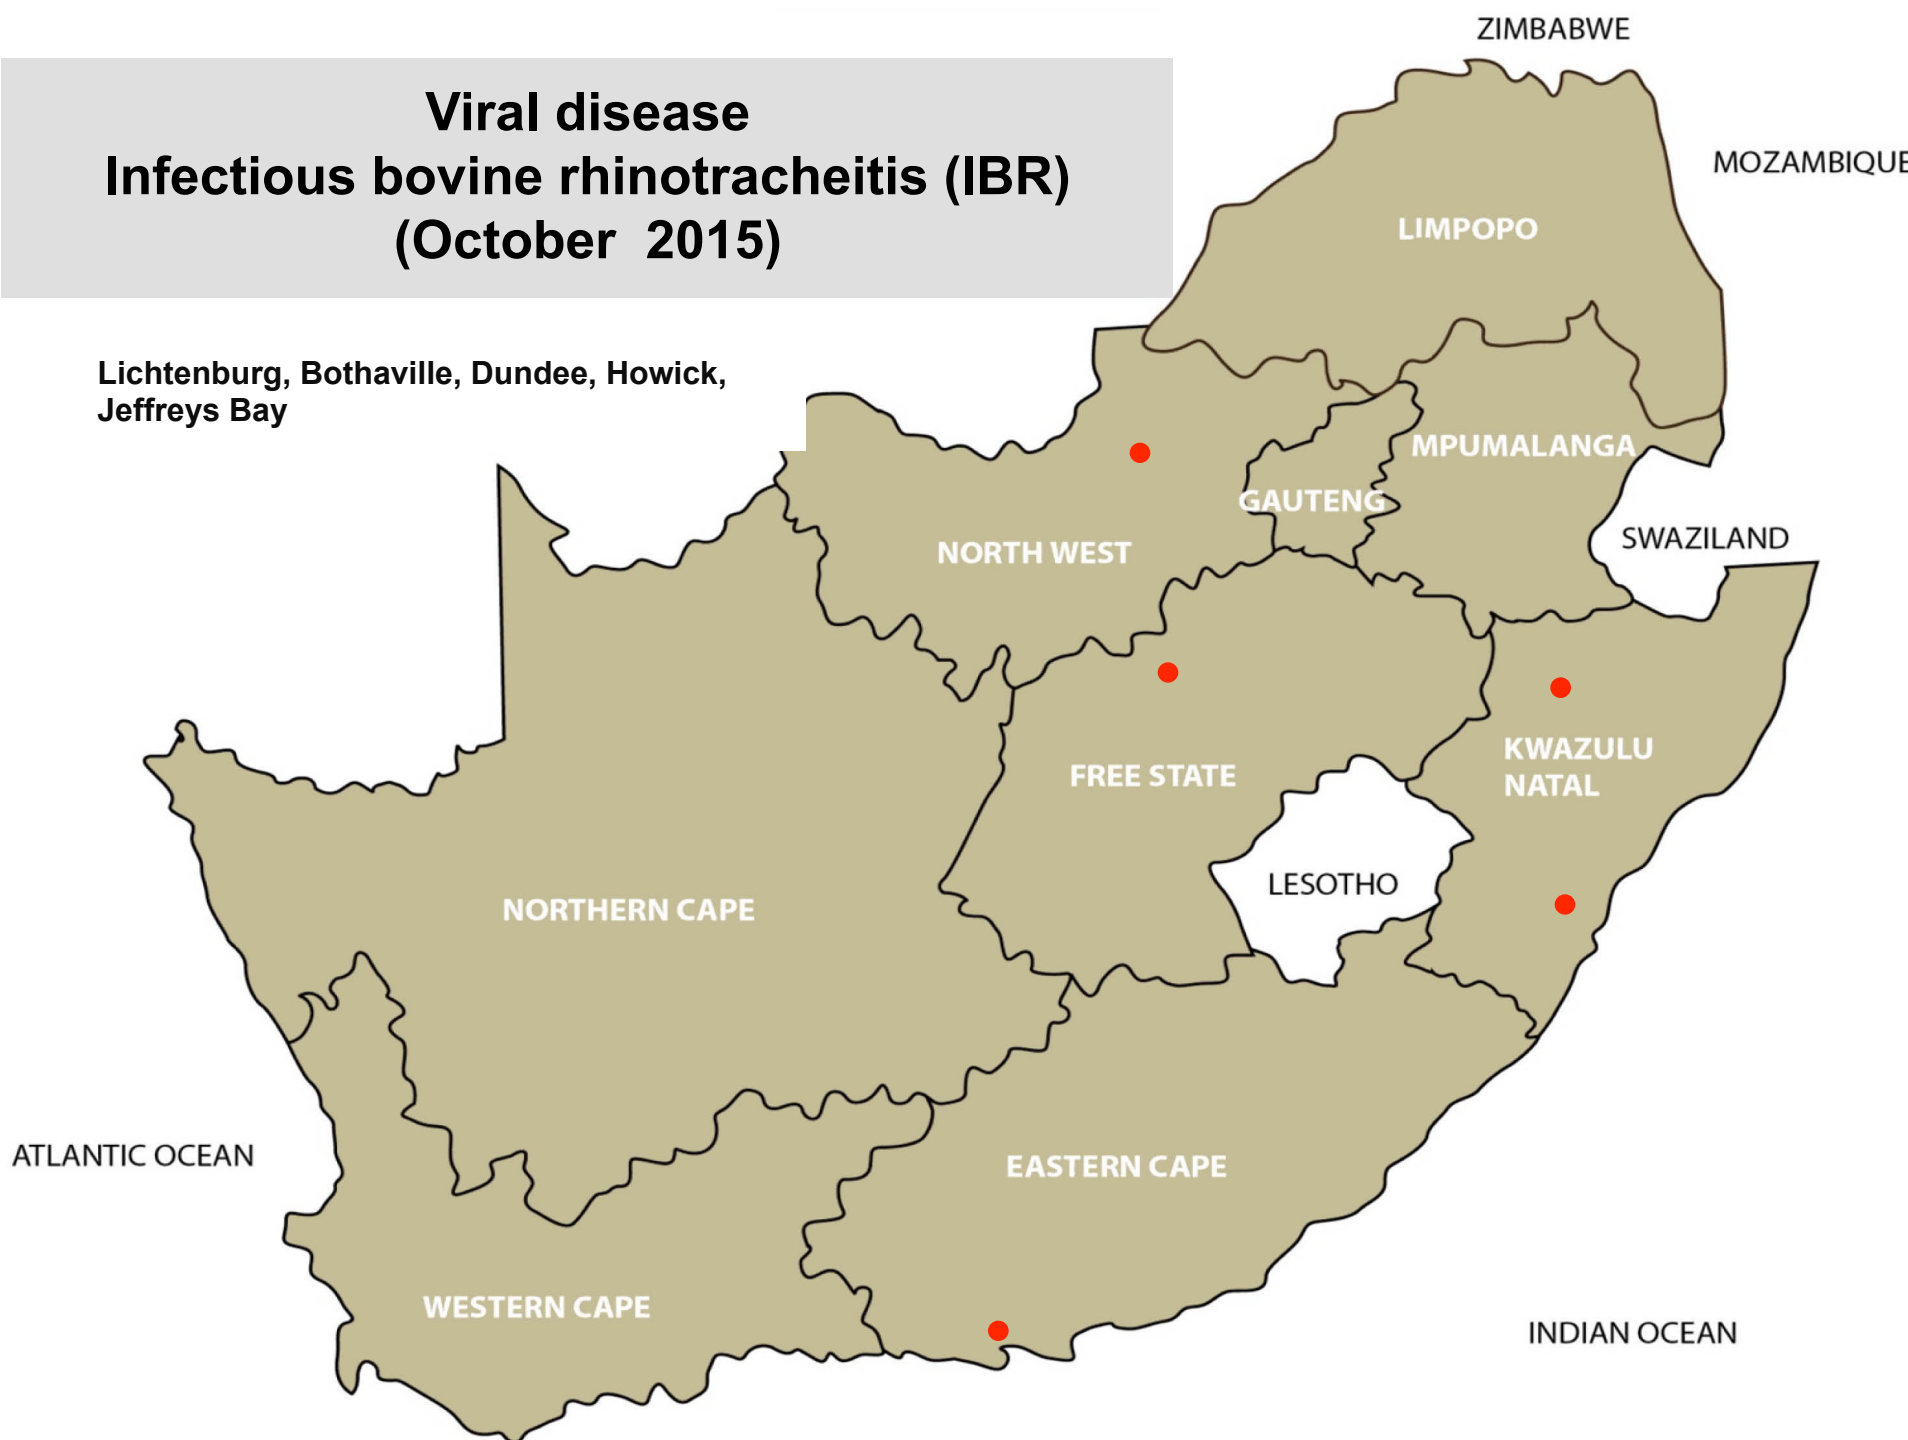 ZIMBABWE
Viral disease
Infectious bovine rhinotracheitis (IBR)
(October  2015)
MOZAMBIQUE
LIMPOPO
Lichtenburg, Bothaville, Dundee, Howick,
Jeffreys Bay
MPUMALANGA
GAUTENG
SWAZILAND
NORTH WEST
KWAZULU
NATAL
FREE STATE
LESOTHO
NORTHERN CAPE
ATLANTIC OCEAN
EASTERN CAPE
WESTERN CAPE
INDIAN OCEAN